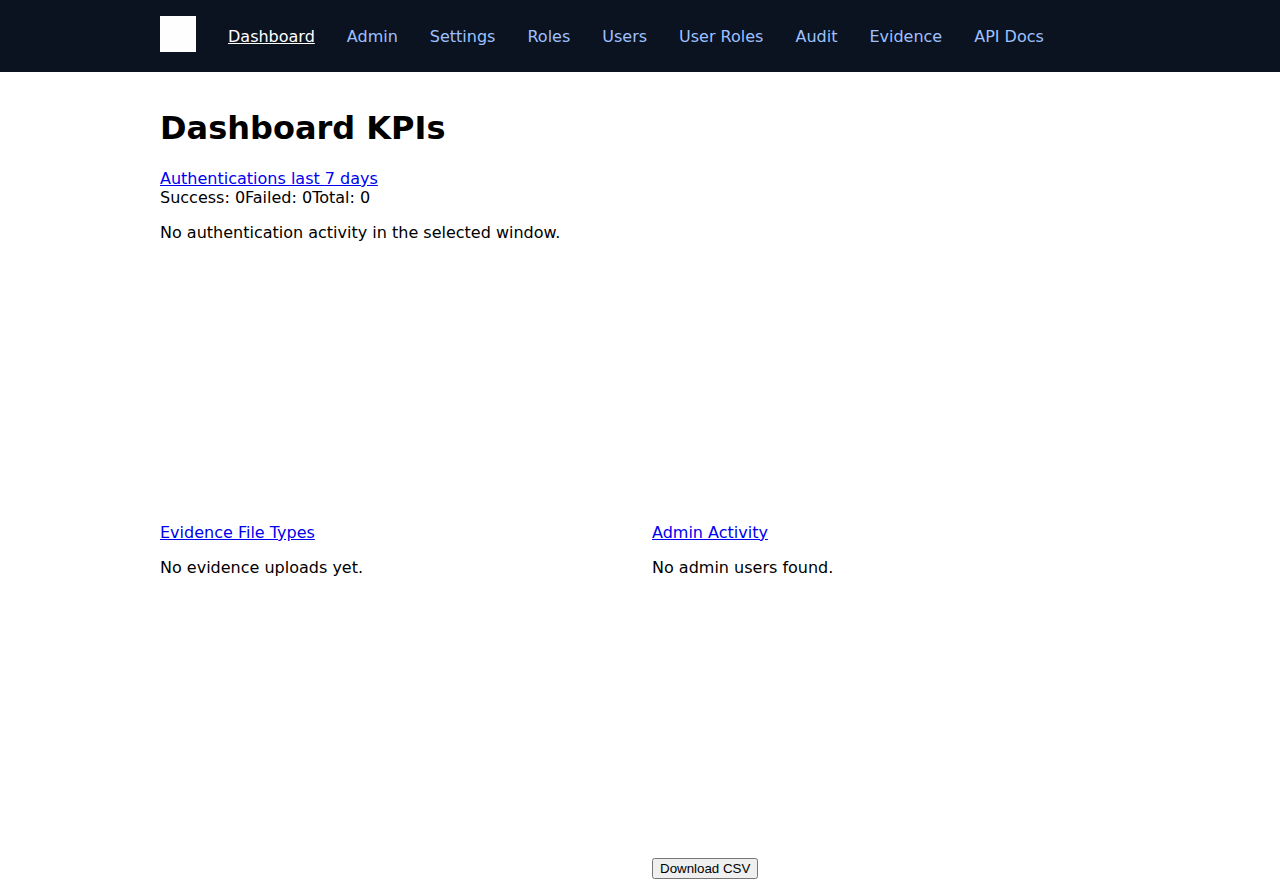 Dashboard Admin Settings Roles Users User Roles Audit Evidence API Docs
Dashboard KPIs
Authentications last 7 days
Success: 0Failed: 0Total: 0
No authentication activity in the selected window.
Evidence File Types
No evidence uploads yet.
Admin Activity
No admin users found.
Download CSV